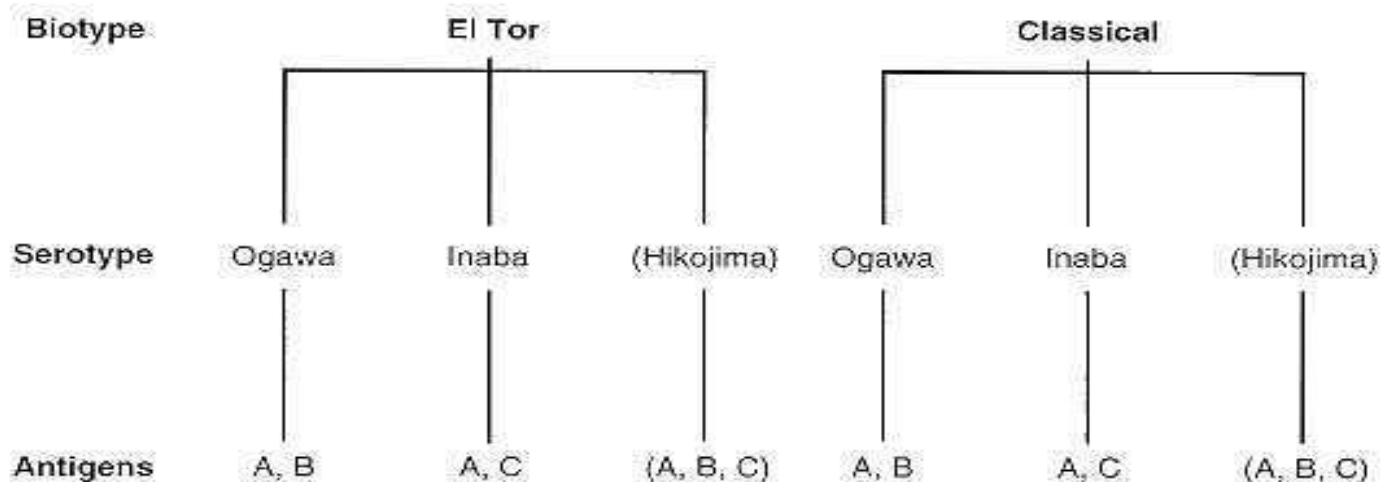 Biotype El Tor Classical
Serotype Ogawa Inaba (Hikojima) Ogawa Inaba (Hikojima)
Antigens A, B A, C (A, B, C) A, B A, C (A, B, C)